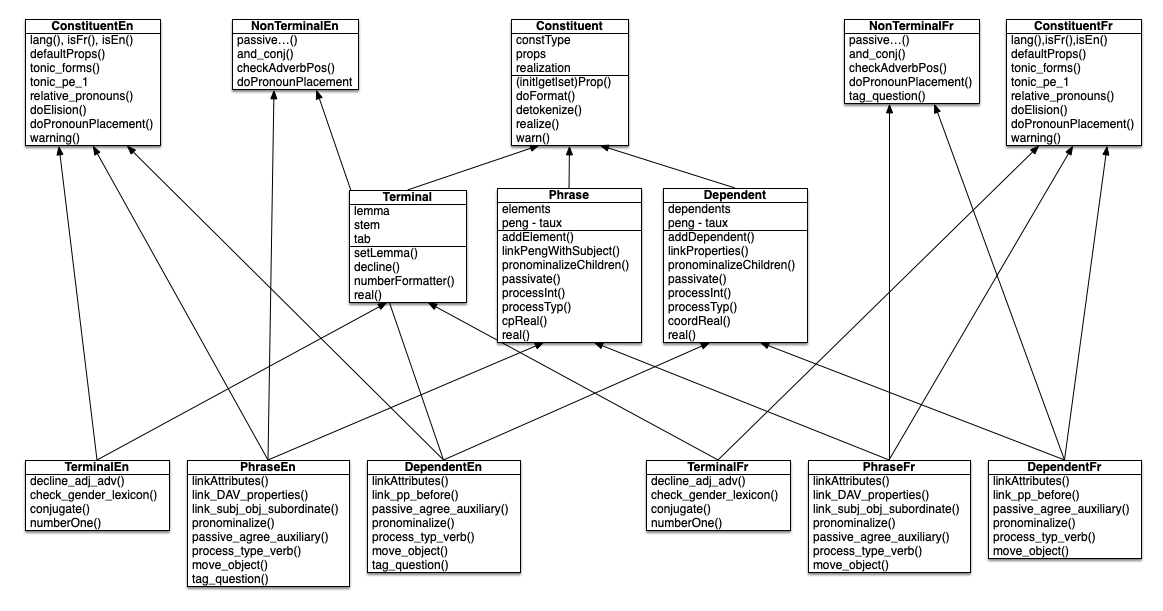 ConstituentEn
lang(), isFr(), isEn()
defaultProps()
tonic_forms()
tonic_pe_1
relative_pronouns()
doElision()
doPronounPlacement()
warning()
NonTerminalEn
passive…()
and_conj()
checkAdverbPos()
doPronounPlacement
Constituent
constType
props
realization
(init|get|set)Prop()
doFormat()
detokenize()
realize()
warn()
NonTerminalFr
passive…()
and_conj()
checkAdverbPos()
doPronounPlacement()
tag_question()
ConstituentFr
lang(),isFr(),isEn()
defaultProps()
tonic_forms()
tonic_pe_1
relative_pronouns()
doElision()
doPronounPlacement()
warning()
Terminal
lemma
stem
tab
setLemma()
decline()
numberFormatter()
real()
Phrase
elements
peng - taux
addElement()
linkPengWithSubject()
pronominalizeChildren()
passivate()
processInt()
processTyp()
cpReal()
real()
Dependent
dependents
peng - taux
addDependent()
linkProperties()
pronominalizeChildren()
passivate()
processInt()
processTyp()
coordReal()
real()
TerminalEn
decline_adj_adv()
check_gender_lexicon()
conjugate()
numberOne()
PhraseEn
linkAttributes()
link_DAV_properties()
link_subj_obj_subordinate()
pronominalize()
passive_agree_auxiliary()
process_type_verb()
move_object()
tag_question()
DependentEn
linkAttributes()
link_pp_before()
passive_agree_auxiliary()
pronominalize()
process_typ_verb()
move_object()
tag_question()
TerminalFr
decline_adj_adv()
check_gender_lexicon()
conjugate()
numberOne()
PhraseFr
linkAttributes()
link_DAV_properties()
link_subj_obj_subordinate()
pronominalize()
passive_agree_auxiliary()
process_type_verb()
move_object()
DependentFr
linkAttributes()
link_pp_before()
passive_agree_auxiliary()
pronominalize()
process_typ_verb()
move_object()